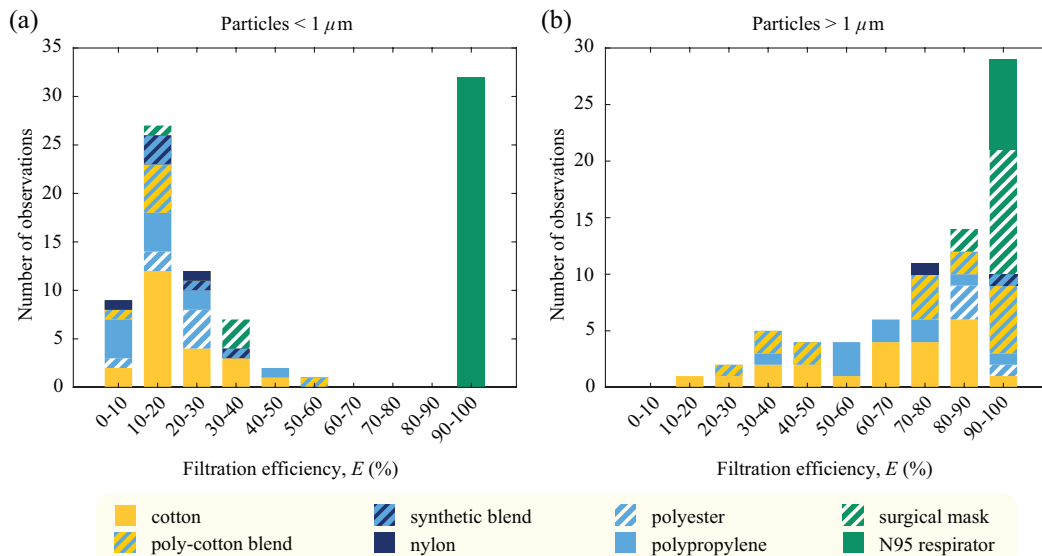 (a)
Particles < 1 μm
35
30
25
20
15
10
5
0
Number of observations
0-10
10-20
20-30
30-40
40-50
50-60
60-70
70-80
80-90
90-100
Filtration efficiency, E (%)
(b)
Particles > 1 μm
30
25
20
15
10
5
0
Number of observations
0-10
10-20
20-30
30-40
40-50
50-60
60-70
70-80
80-90
90-100
Filtration efficiency, E (%)
cotton
poly-cotton blend
synthetic blend
nylon
polyester
polypropylene
surgical mask
N95 respirator